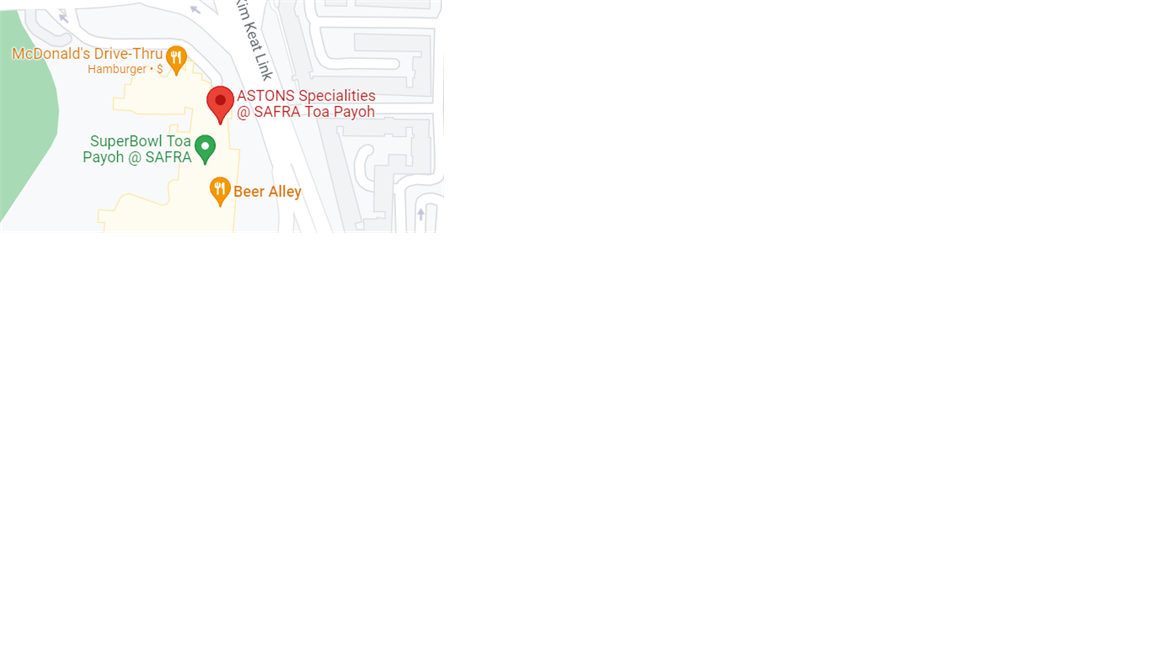 Kim Keat Link
McDonald's Drive-Thru
Hamburger • $
ASTONS Specialities
@ SAFRA Toa Payoh
SuperBowl Toa
Payoh @ SAFRA
Beer Alley